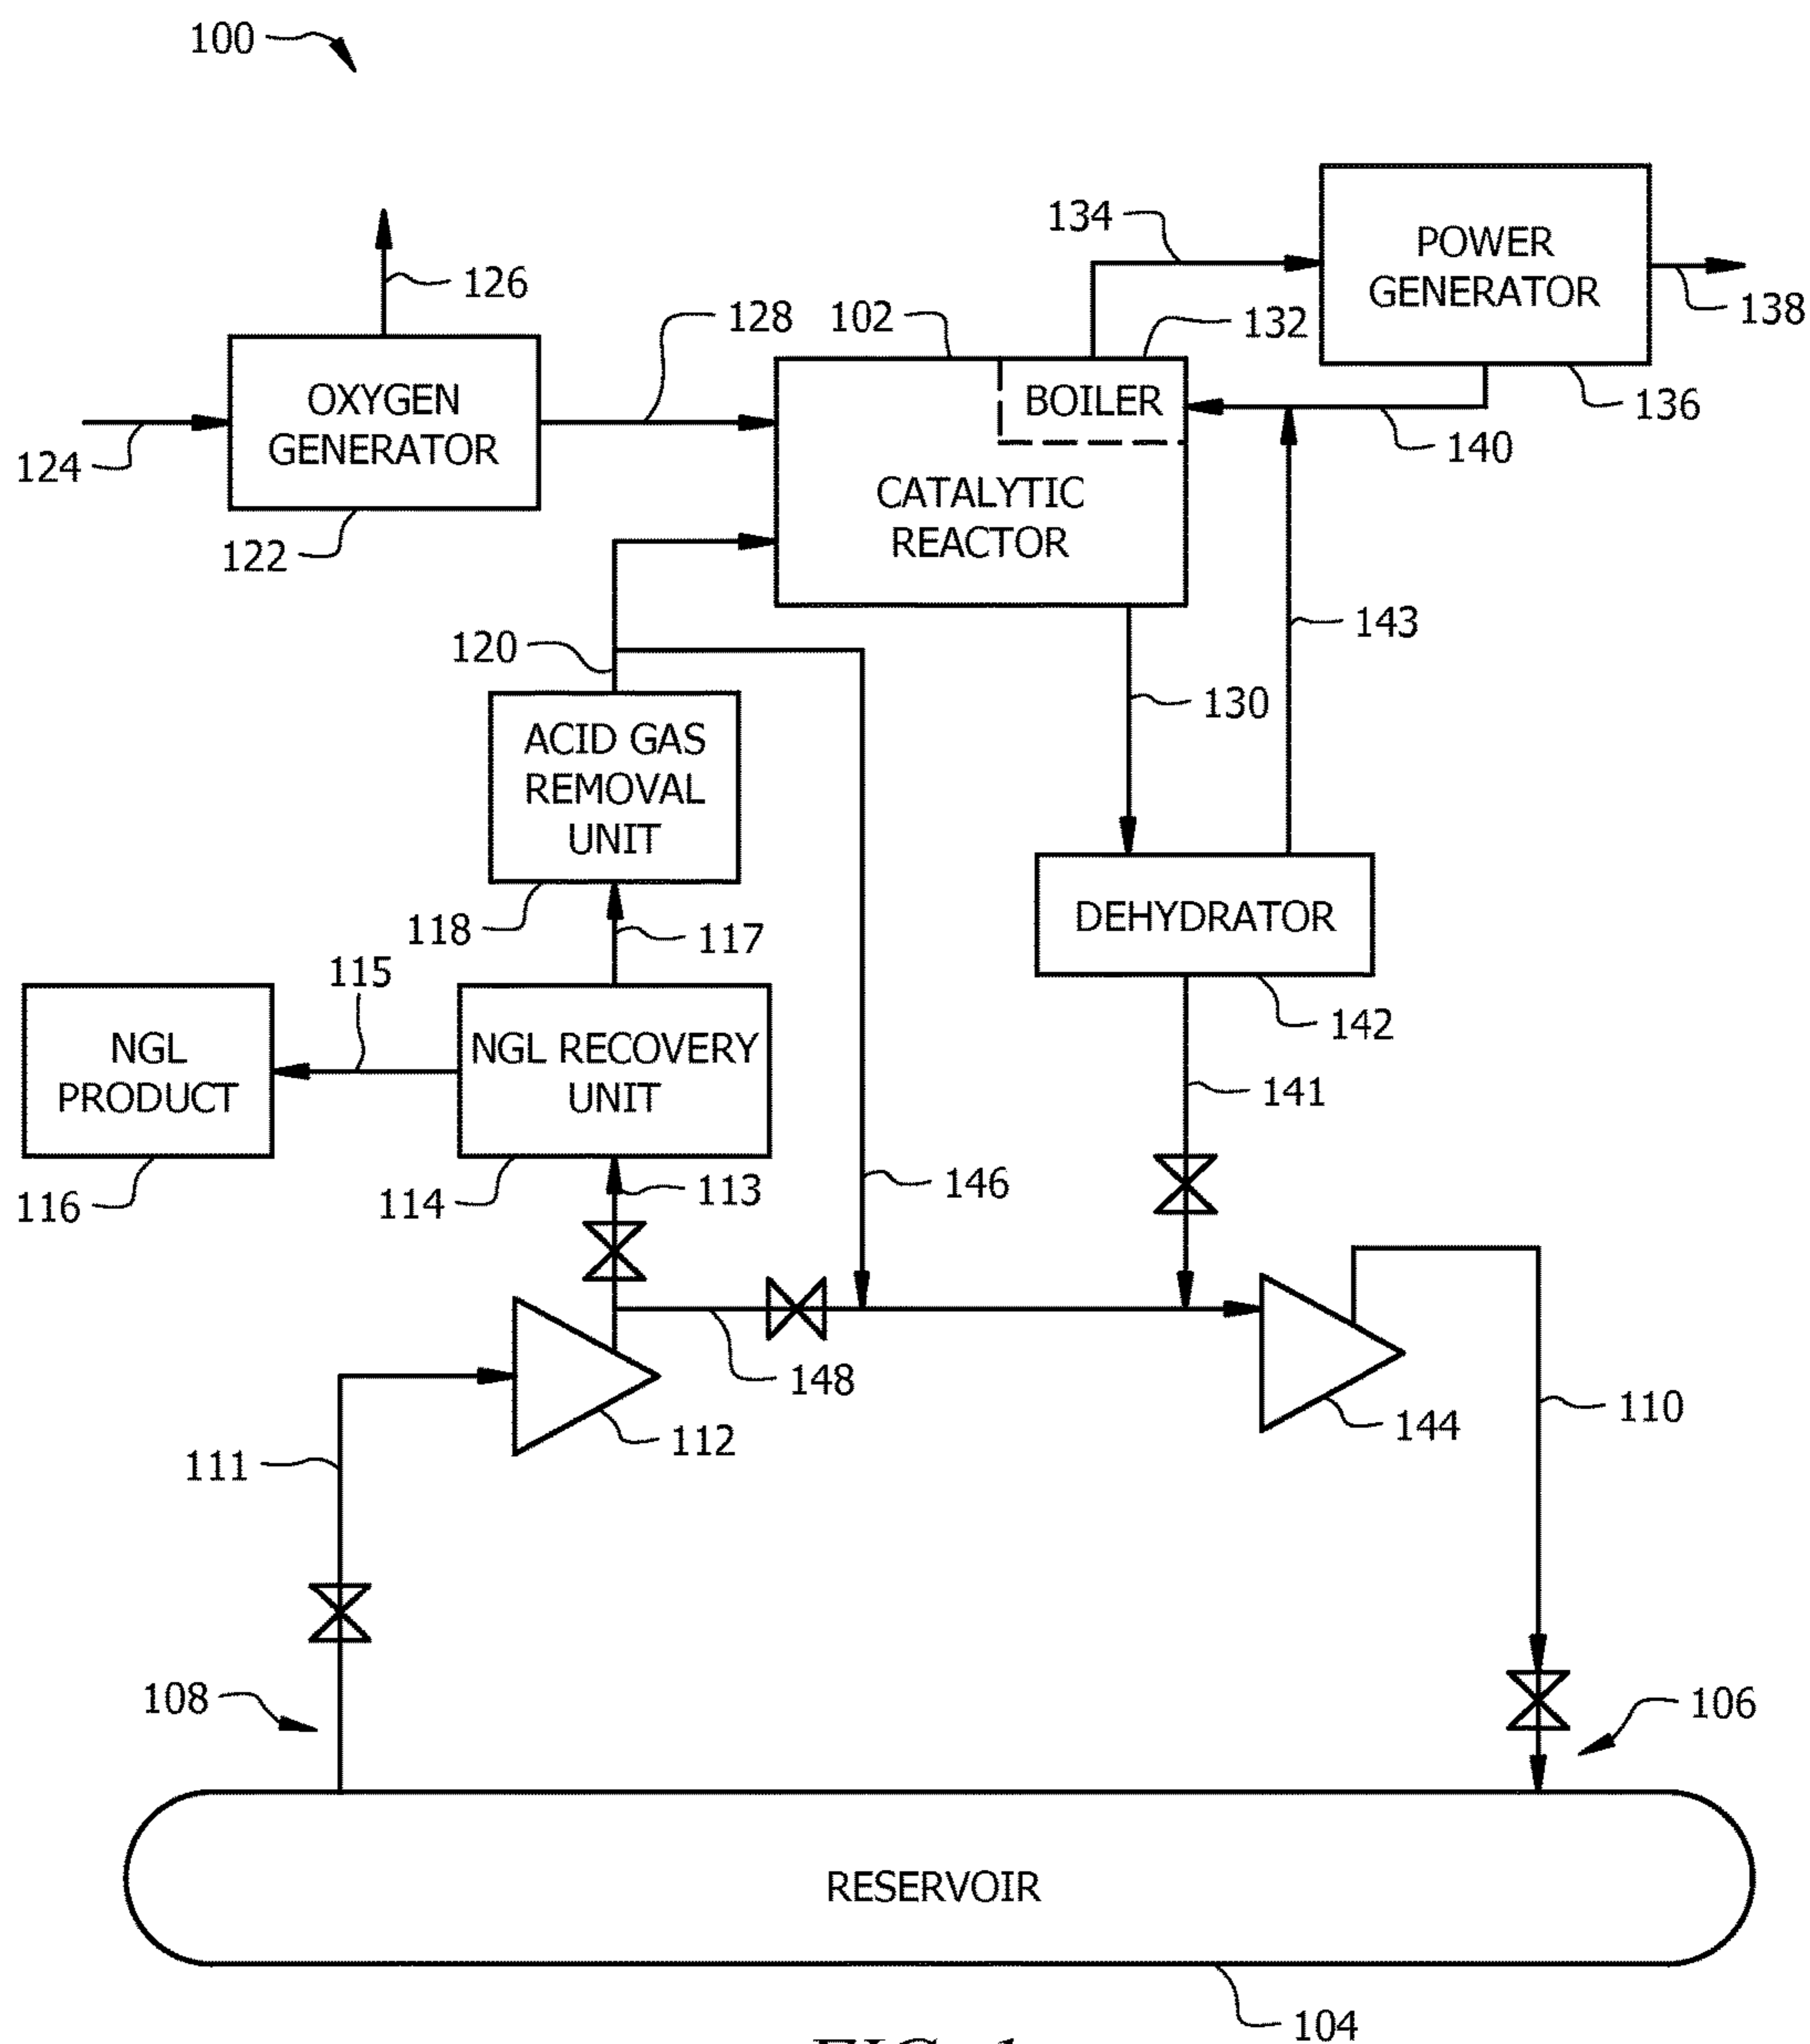 100
134
POWER
GENERATOR
138
126
128
102
132
136
OXYGEN
GENERATOR
BOILER
124
140
122
CATALYTIC
REACTOR
143
120
130
ACID GAS
REMOVAL
UNIT
118
117
DEHYDRATOR
115
142
NGL
PRODUCT
NGL RECOVERY
UNIT
141
116
114
113
146
148
112
144
110
111
108
106
RESERVOIR
104
FIG. 1